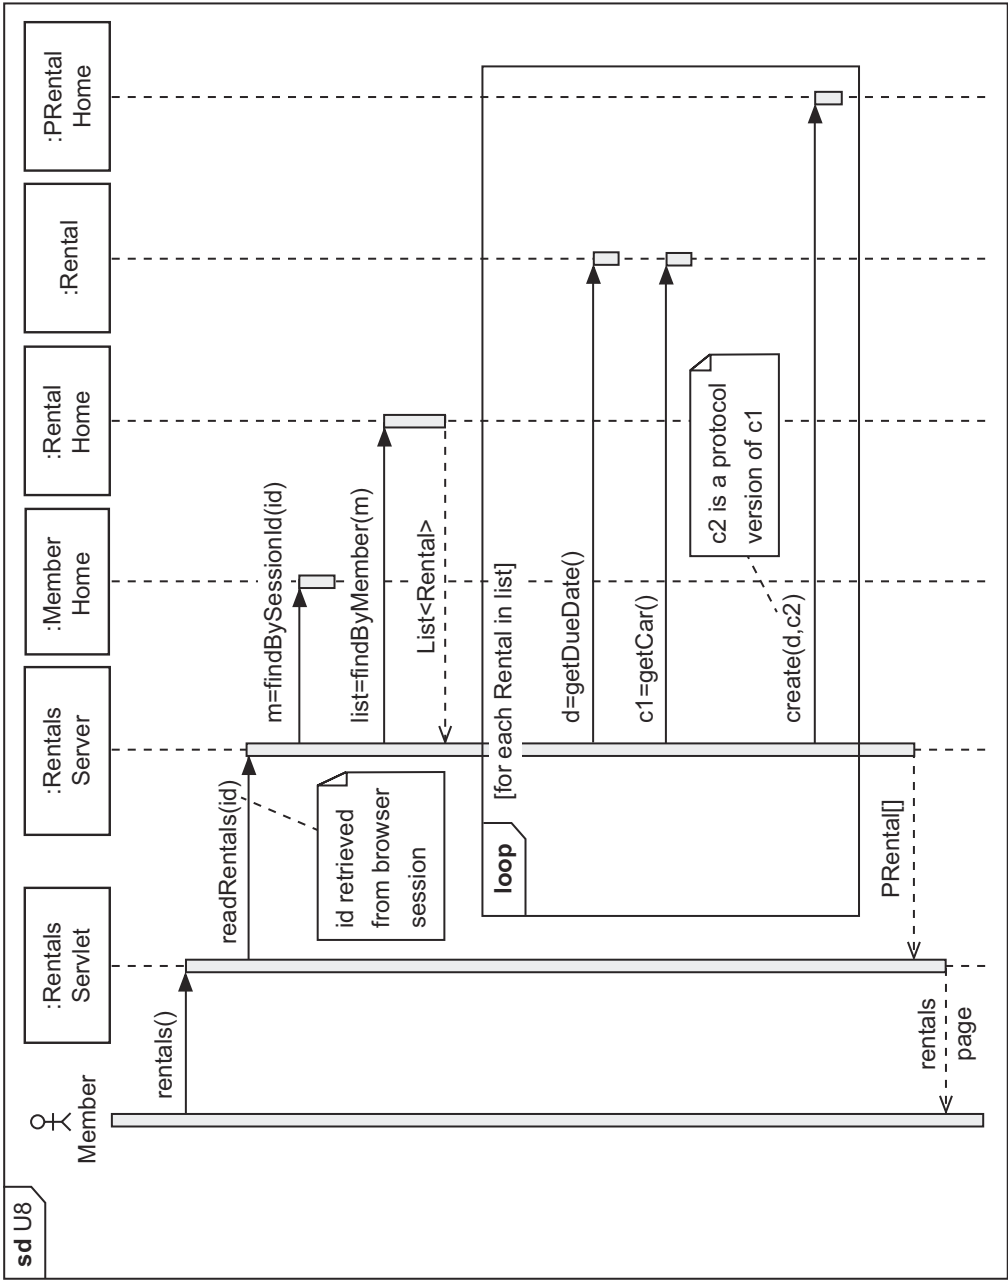 sd U8
Member
:Rentals
Servlet
:Rentals
Server
:Member
Home
:Rental
Home
:Rental
:PRental
Home
rentals()
readRentals(id)
id retrieved
from browser
session
m=findBySessionId(id)
list=findByMember(m)
List<Rental>
loop
[for each Rental in list]
d=getDueDate()
c1=getCar()
c2 is a protocol
version of c1
create(d,c2)
PRental[]
rentals
page